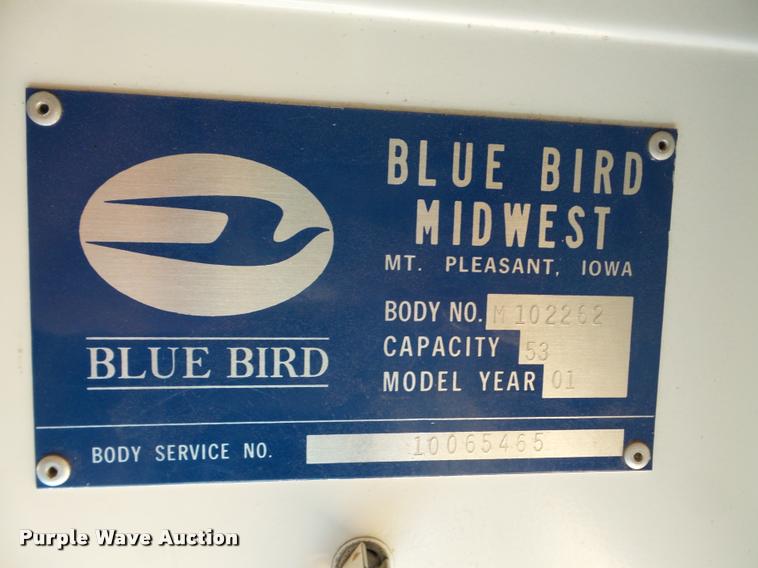 BLUE BIRD
MIDWEST
MT. PLEASANT, IOWA
BODY NO. M 102262
CAPACITY 53
MODEL YEAR 01
BLUE BIRD
BODY SERVICE NO. 10065465
Purple Wave Auction